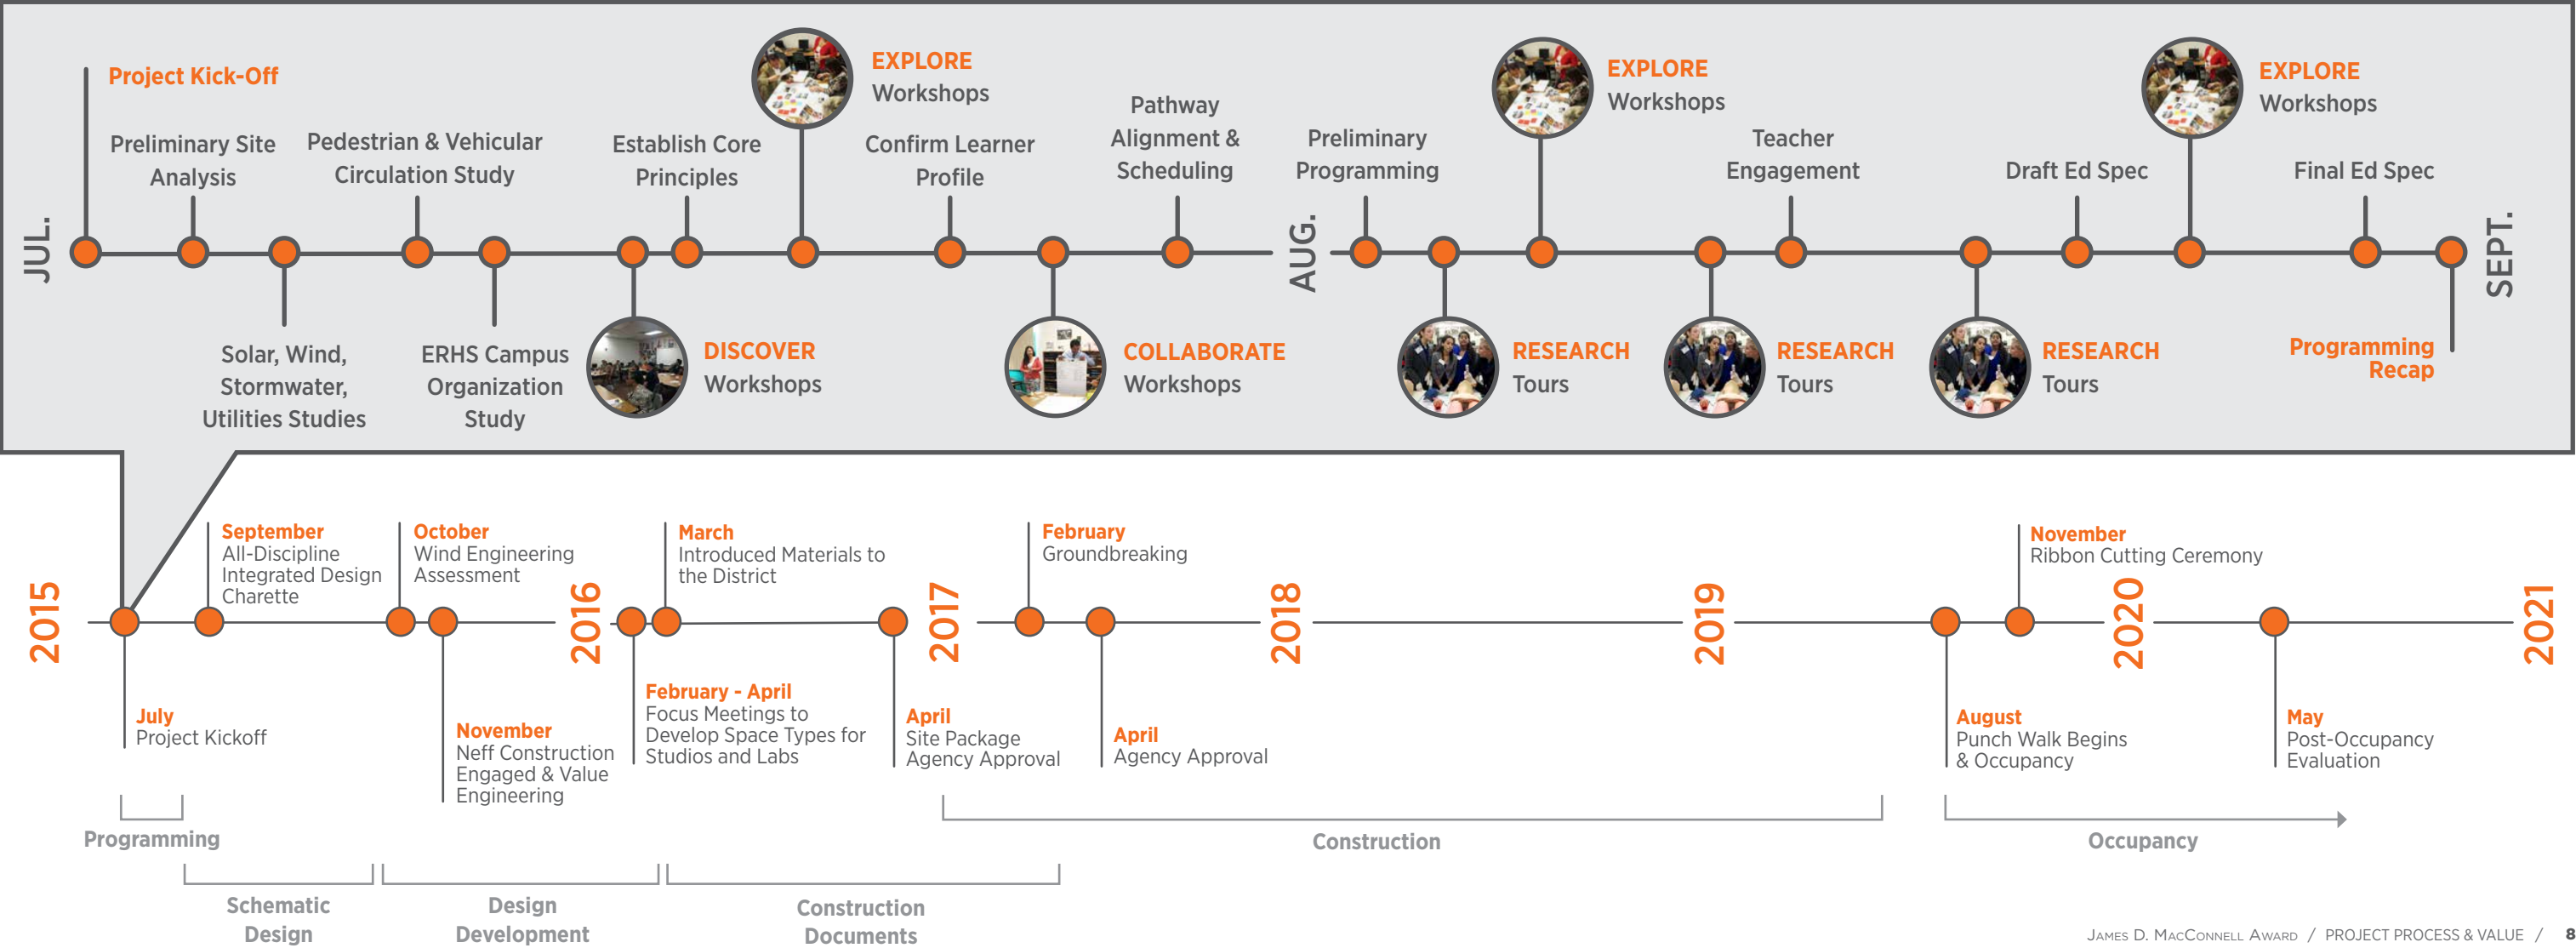 JUL.
Project Kick-Off
Preliminary Site
Analysis
Solar, Wind,
Stormwater,
Utilities Studies
Pedestrian & Vehicular
Circulation Study
ERHS Campus
Organization
Study
DISCOVER
Workshops
Establish Core
Principles
EXPLORE
Workshops
Confirm Learner
Profile
COLLABORATE
Workshops
Pathway
Alignment &
Scheduling
AUG.
Preliminary
Programming
RESEARCH
Tours
EXPLORE
Workshops
RESEARCH
Tours
Teacher
Engagement
RESEARCH
Tours
Draft Ed Spec
EXPLORE
Workshops
Final Ed Spec
Programming
Recap
SEPT.
2015
July
Project Kickoff
September
All-Discipline
Integrated Design
Charette
October
Wind Engineering
Assessment
November
Neff Construction
Engaged & Value
Engineering
2016
February - April
Focus Meetings to
Develop Space Types for
Studios and Labs
March
Introduced Materials to
the District
April
Site Package
Agency Approval
2017
February
Groundbreaking
April
Agency Approval
2018
2019
August
Punch Walk Begins
& Occupancy
November
Ribbon Cutting Ceremony
2020
May
Post-Occupancy
Evaluation
2021
Programming
Schematic
Design
Design
Development
Construction
Documents
Construction
Occupancy
James D. MacConnell Award / PROJECT PROCESS & VALUE / 8